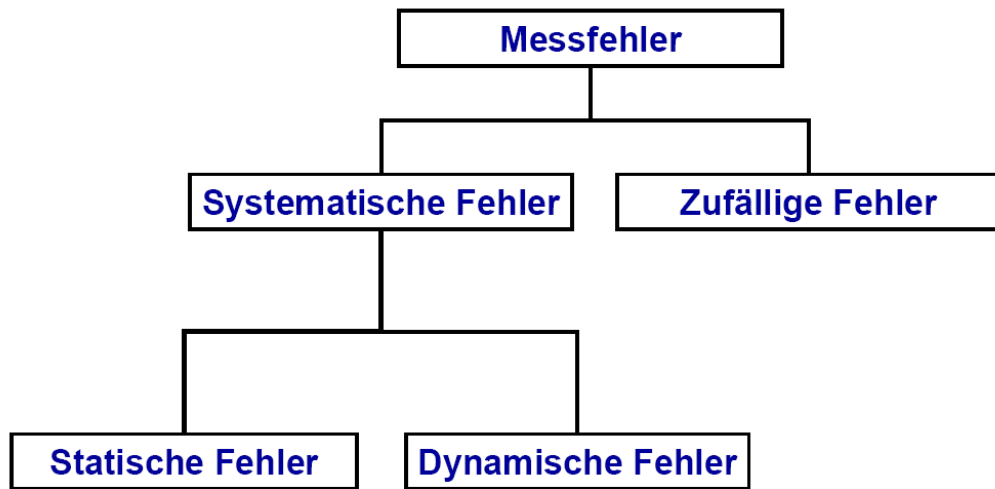 Messfehler
Systematische Fehler
Zufällige Fehler
Statische Fehler
Dynamische Fehler